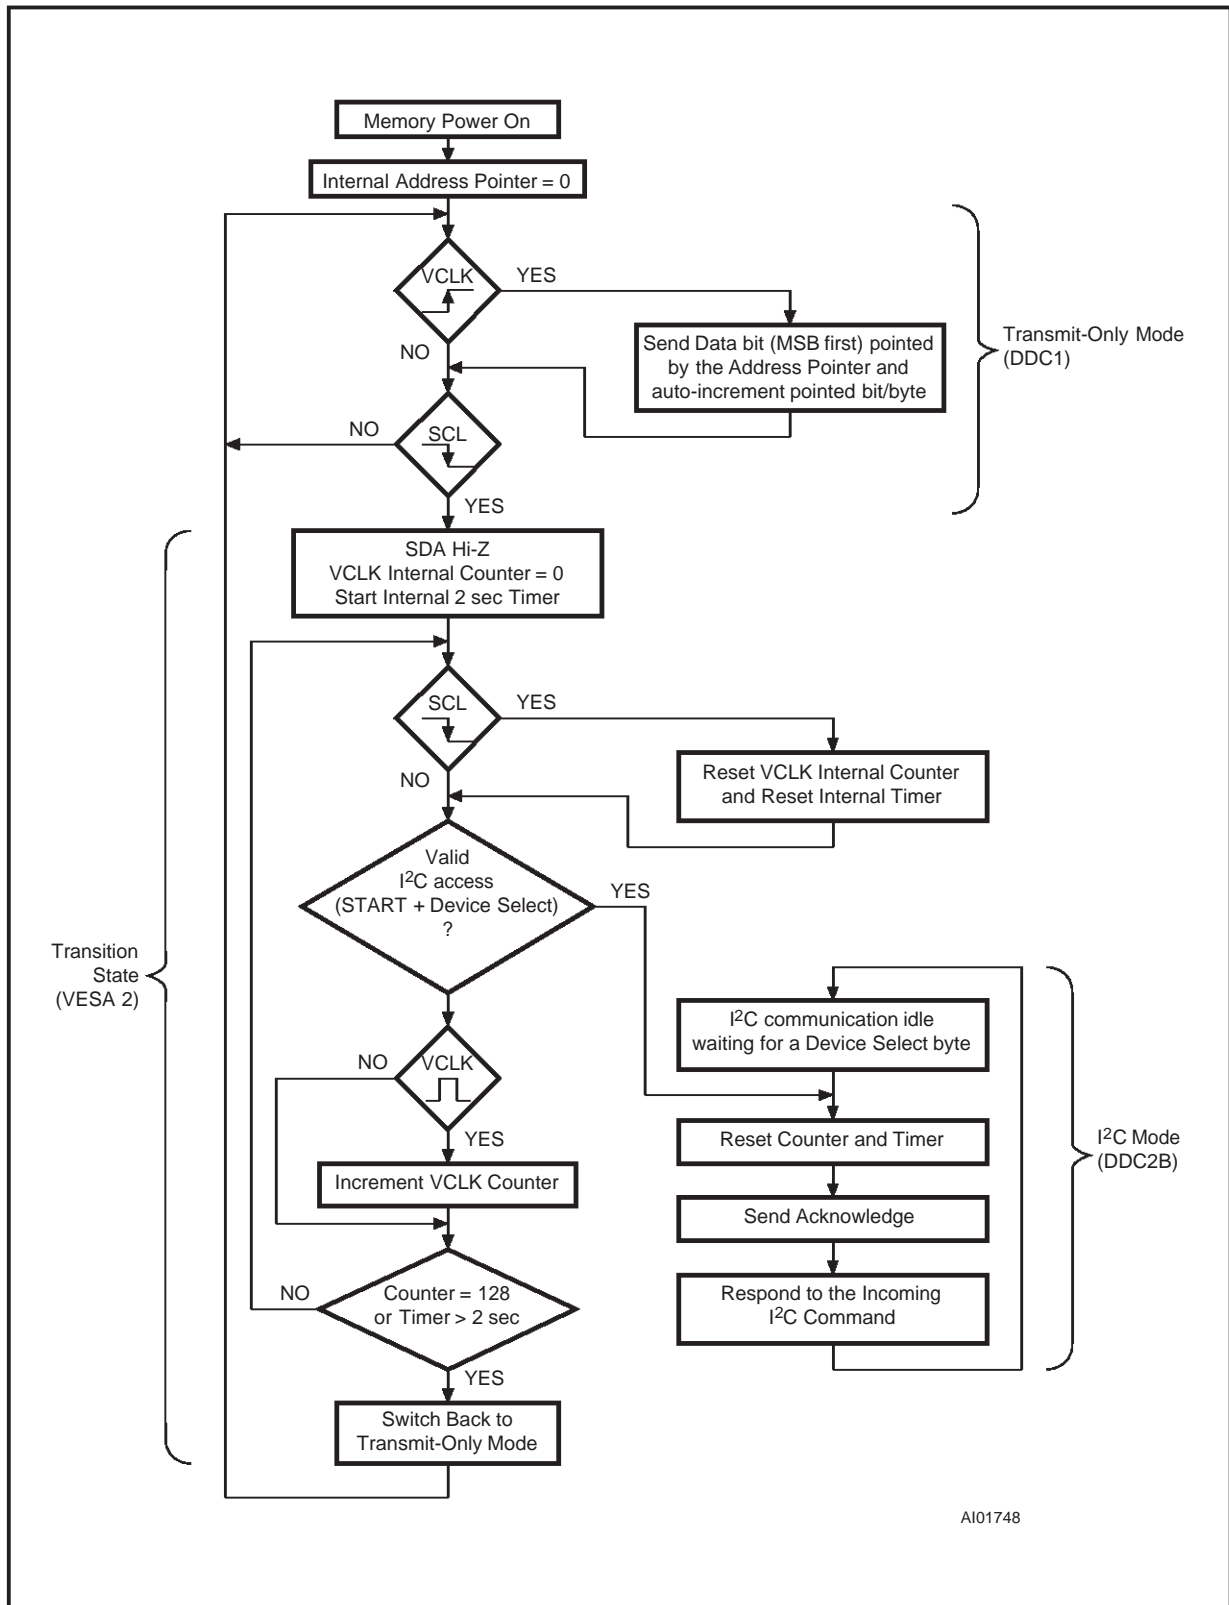 Memory Power On
Internal Address Pointer = 0
VCLK
YES
NO
Send Data bit (MSB first) pointed
by the Address Pointer and
auto-increment pointed bit/byte
Transmit-Only Mode
(DDC1)
SCL
NO
YES
SDA Hi-Z
VCLK Internal Counter = 0
Start Internal 2 sec Timer
SCL
YES
NO
Reset VCLK Internal Counter
and Reset Internal Timer
Valid
I²C access
(START + Device Select)
?
YES
Transition
State
(VESA 2)
VCLK
NO
YES
Increment VCLK Counter
Counter = 128
or Timer > 2 sec
NO
YES
Switch Back to
Transmit-Only Mode
I²C communication idle
waiting for a Device Select byte
Reset Counter and Timer
Send Acknowledge
Respond to the Incoming
I²C Command
I²C Mode
(DDC2B)
AI01748